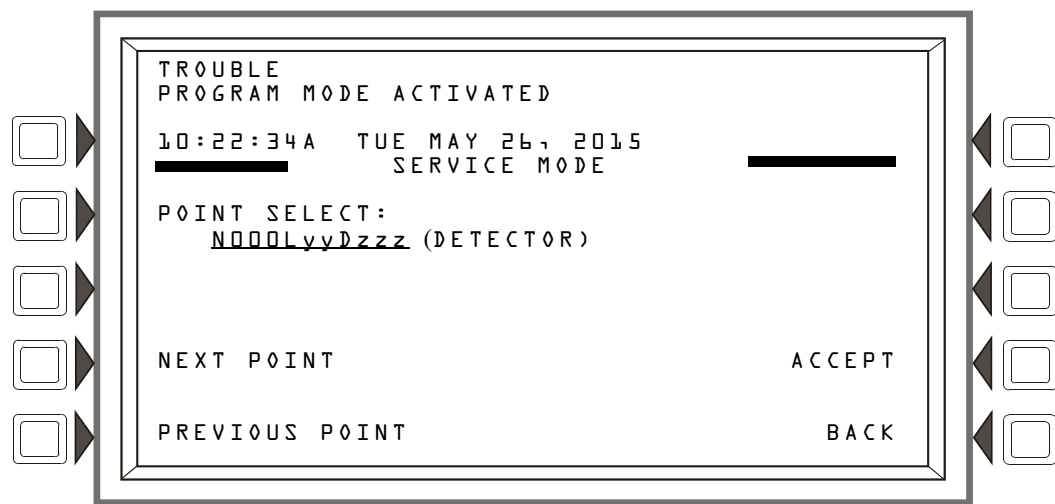 TROUBLE
PROGRAM MODE ACTIVATED
10:22:34A TUE MAY 26, 2015
SERVICE MODE
POINT SELECT:
N000LyyDzzz (DETECTOR)
NEXT POINT ACCEPT
PREVIOUS POINT BACK